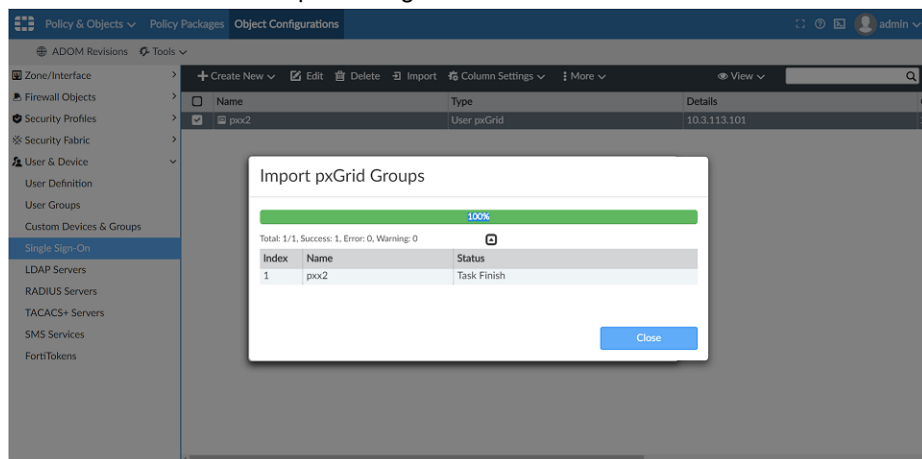 Policy & Objects Policy Packages Object Configurations admin
ADOM Revisions Tools
Zone/Interface
Firewall Objects
Security Profiles
Security Fabric
User & Device
User Definition
User Groups
Custom Devices & Groups
Single Sign-On
LDAP Servers
RADIUS Servers
TACACS+ Servers
SMS Services
FortiTokens
Create New Edit Delete Import Column Settings More View
Name Type Details
pxx2 User pxGrid 10.3.113.101
Import pxGrid Groups
100%
Total: 1/1, Success: 1, Error: 0, Warning: 0
Index Name Status
1 pxx2 Task Finish
Close